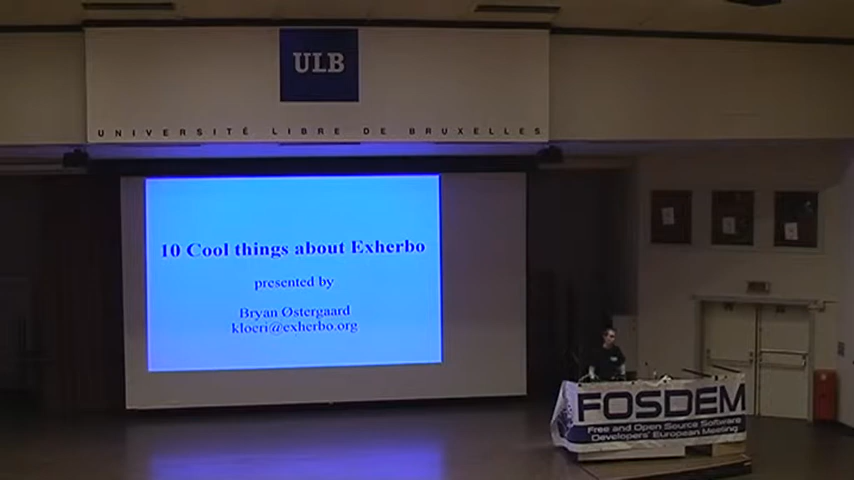 ULB
UNIVERSITÉ LIBRE DE BRUXELLES
10 Cool things about Exherbo
presented by
Bryan Østergaard
kloeri@exherbo.org
FOSDEM
Free and Open Source Software
Developers' European Meeting